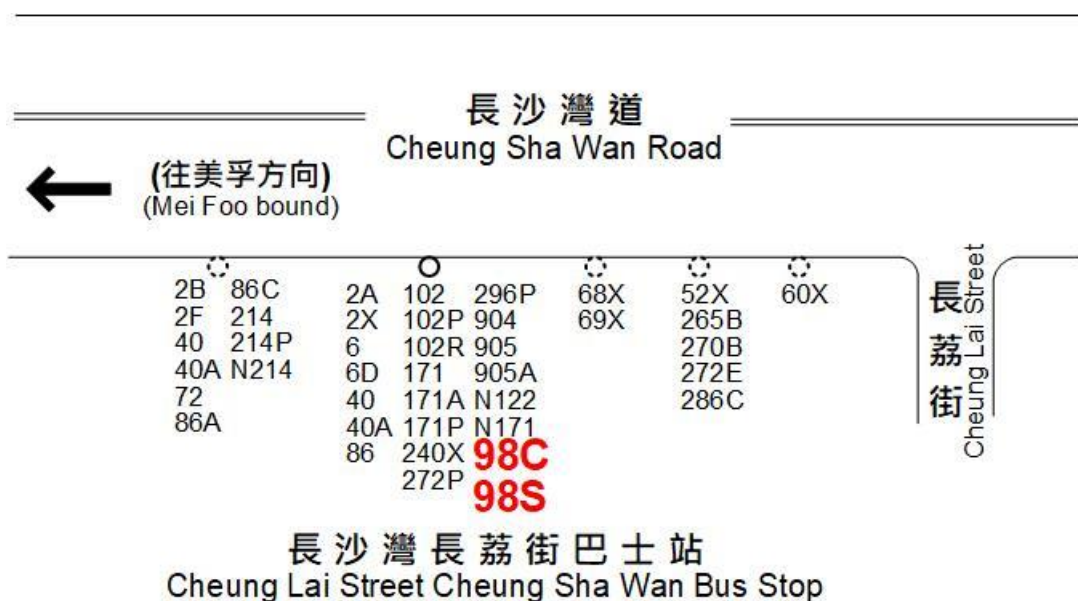 長沙灣道
Cheung Sha Wan Road
(往美孚方向)
(Mei Foo bound)
2B 86C
2F 214
40 214P
40A N214
72
86A
2A 102 296P
2X 102P 904
6 102R 905
6D 171 905A
40 171A N122
40A 171P N171
86 240X 98C
272P 98S
68X
69X
52X
265B
270B
272E
286C
60X
長荔街
Cheung Lai Street
長沙灣長荔街巴士站
Cheung Lai Street Cheung Sha Wan Bus Stop